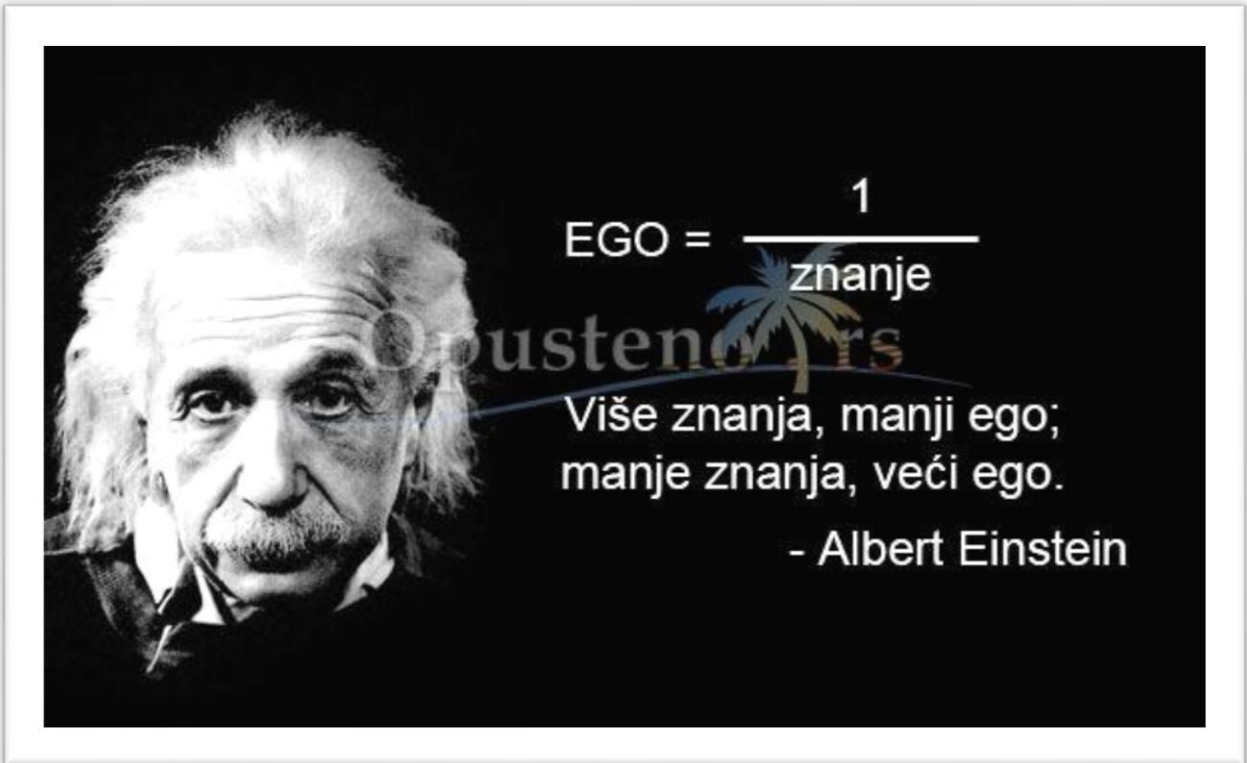 1
EGO =
znanje
Opusteno rs
Više znanja, manji ego;
manje znanja, veći ego.
- Albert Einstein